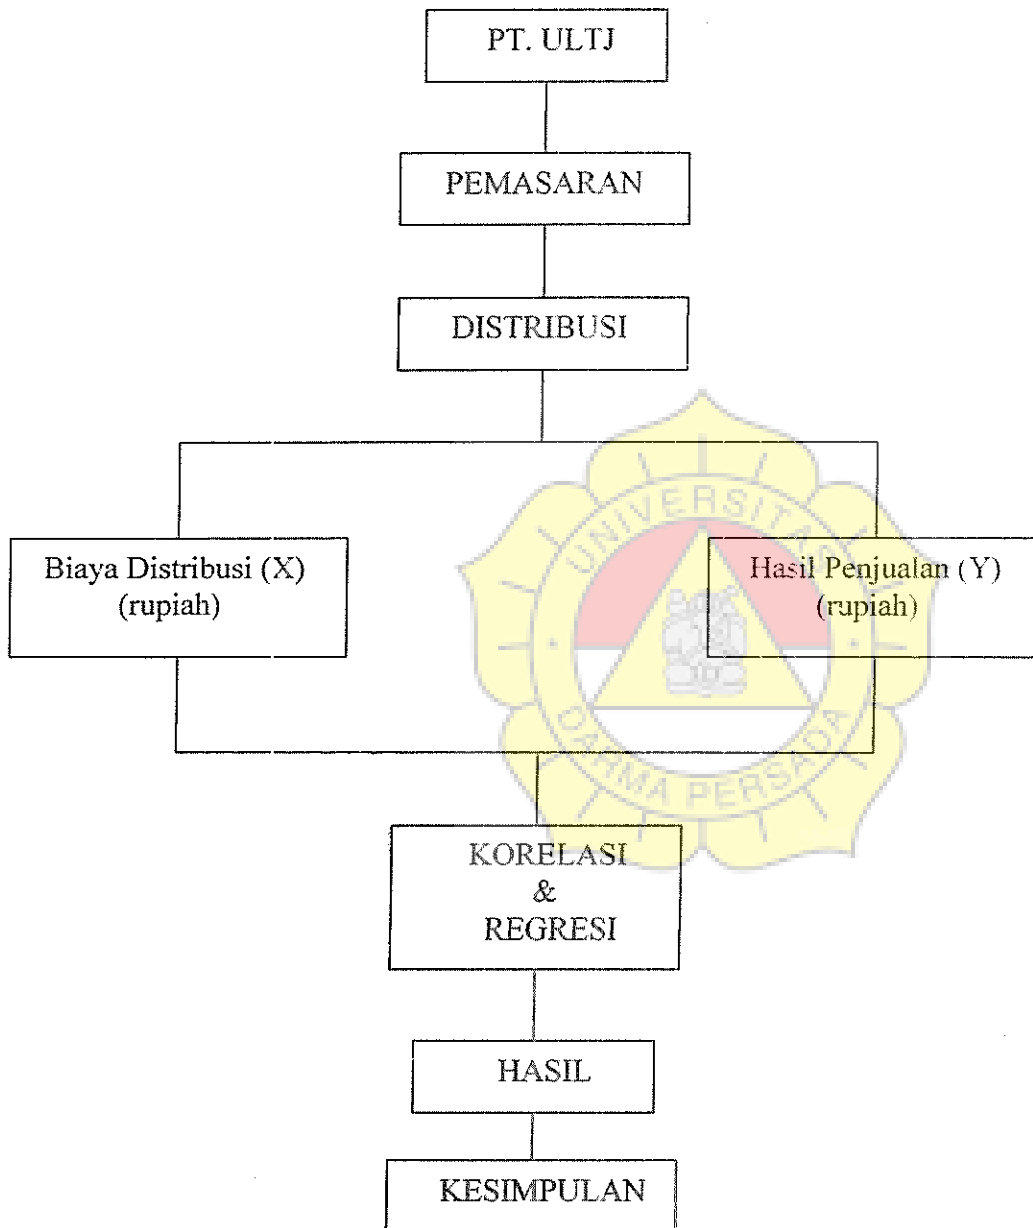 PT. ULTJ
PEMASARAN
DISTRIBUSI
Biaya Distribusi (X)
(rupiah)
Hasil Penjualan (Y)
(rupiah)
UNIVERSITAS
DARMA PERSADA
KORELASI
&
REGRESI
HASIL
KESIMPULAN